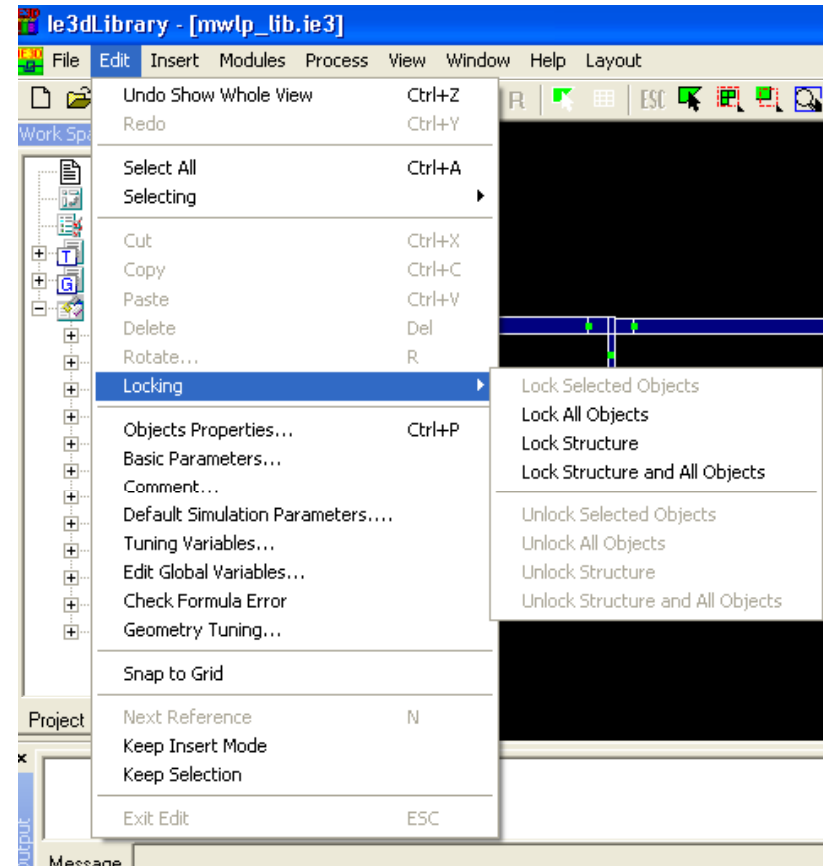 Ie3dLibrary - [mwlp_lib.ie3]
File Edit Insert Modules Process View Window Help Layout
R ESC
Work Spa
Undo Show Whole View Ctrl+Z
Redo Ctrl+Y
Select All Ctrl+A
Selecting
T
G
Cut Ctrl+X
Copy Ctrl+C
Paste Ctrl+V
Delete Del
Rotate... R
Locking
Lock Selected Objects
Lock All Objects
Lock Structure
Lock Structure and All Objects
Unlock Selected Objects
Unlock All Objects
Unlock Structure
Unlock Structure and All Objects
Objects Properties... Ctrl+P
Basic Parameters...
Comment...
Default Simulation Parameters....
Tuning Variables...
Edit Global Variables...
Check Formula Error
Geometry Tuning...
Snap to Grid
Next Reference N
Keep Insert Mode
Keep Selection
Exit Edit ESC
Project
Message